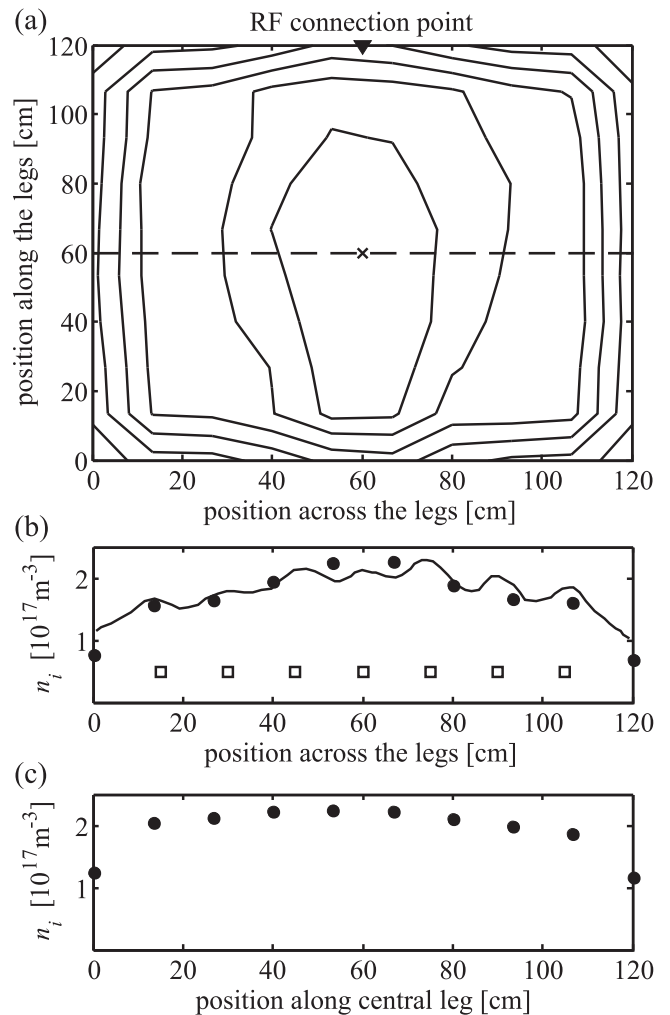 (a)
RF connection point
120
100
80
60
40
20
0
position along the legs [cm]
0 20 40 60 80 100 120
position across the legs [cm]
(b)
2
1
n_i [10^17 m^-3]
0 20 40 60 80 100 120
position across the legs [cm]
(c)
2
1
n_i [10^17 m^-3]
0 20 40 60 80 100 120
position along central leg [cm]